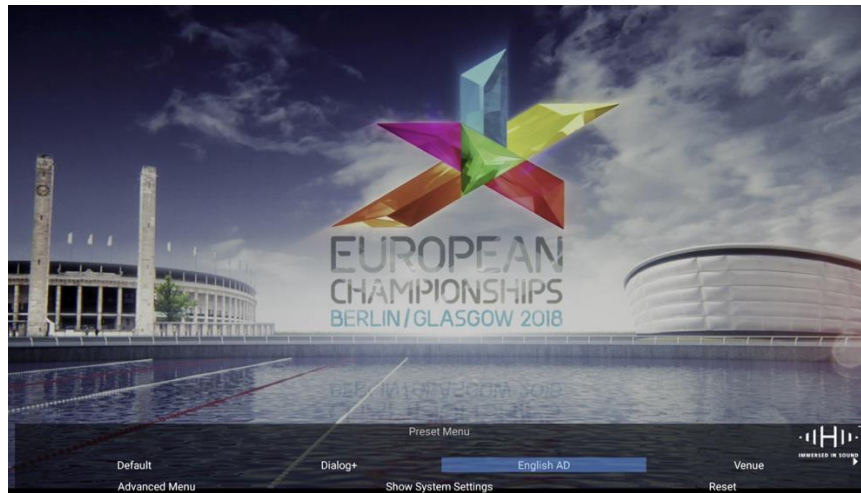 EUROPEAN
CHAMPIONSHIPS
BERLIN/GLASGOW 2018
Preset Menu
IMMERSED IN SOUND
Default Dialog+ English AD Venue
Advanced Menu Show System Settings Reset